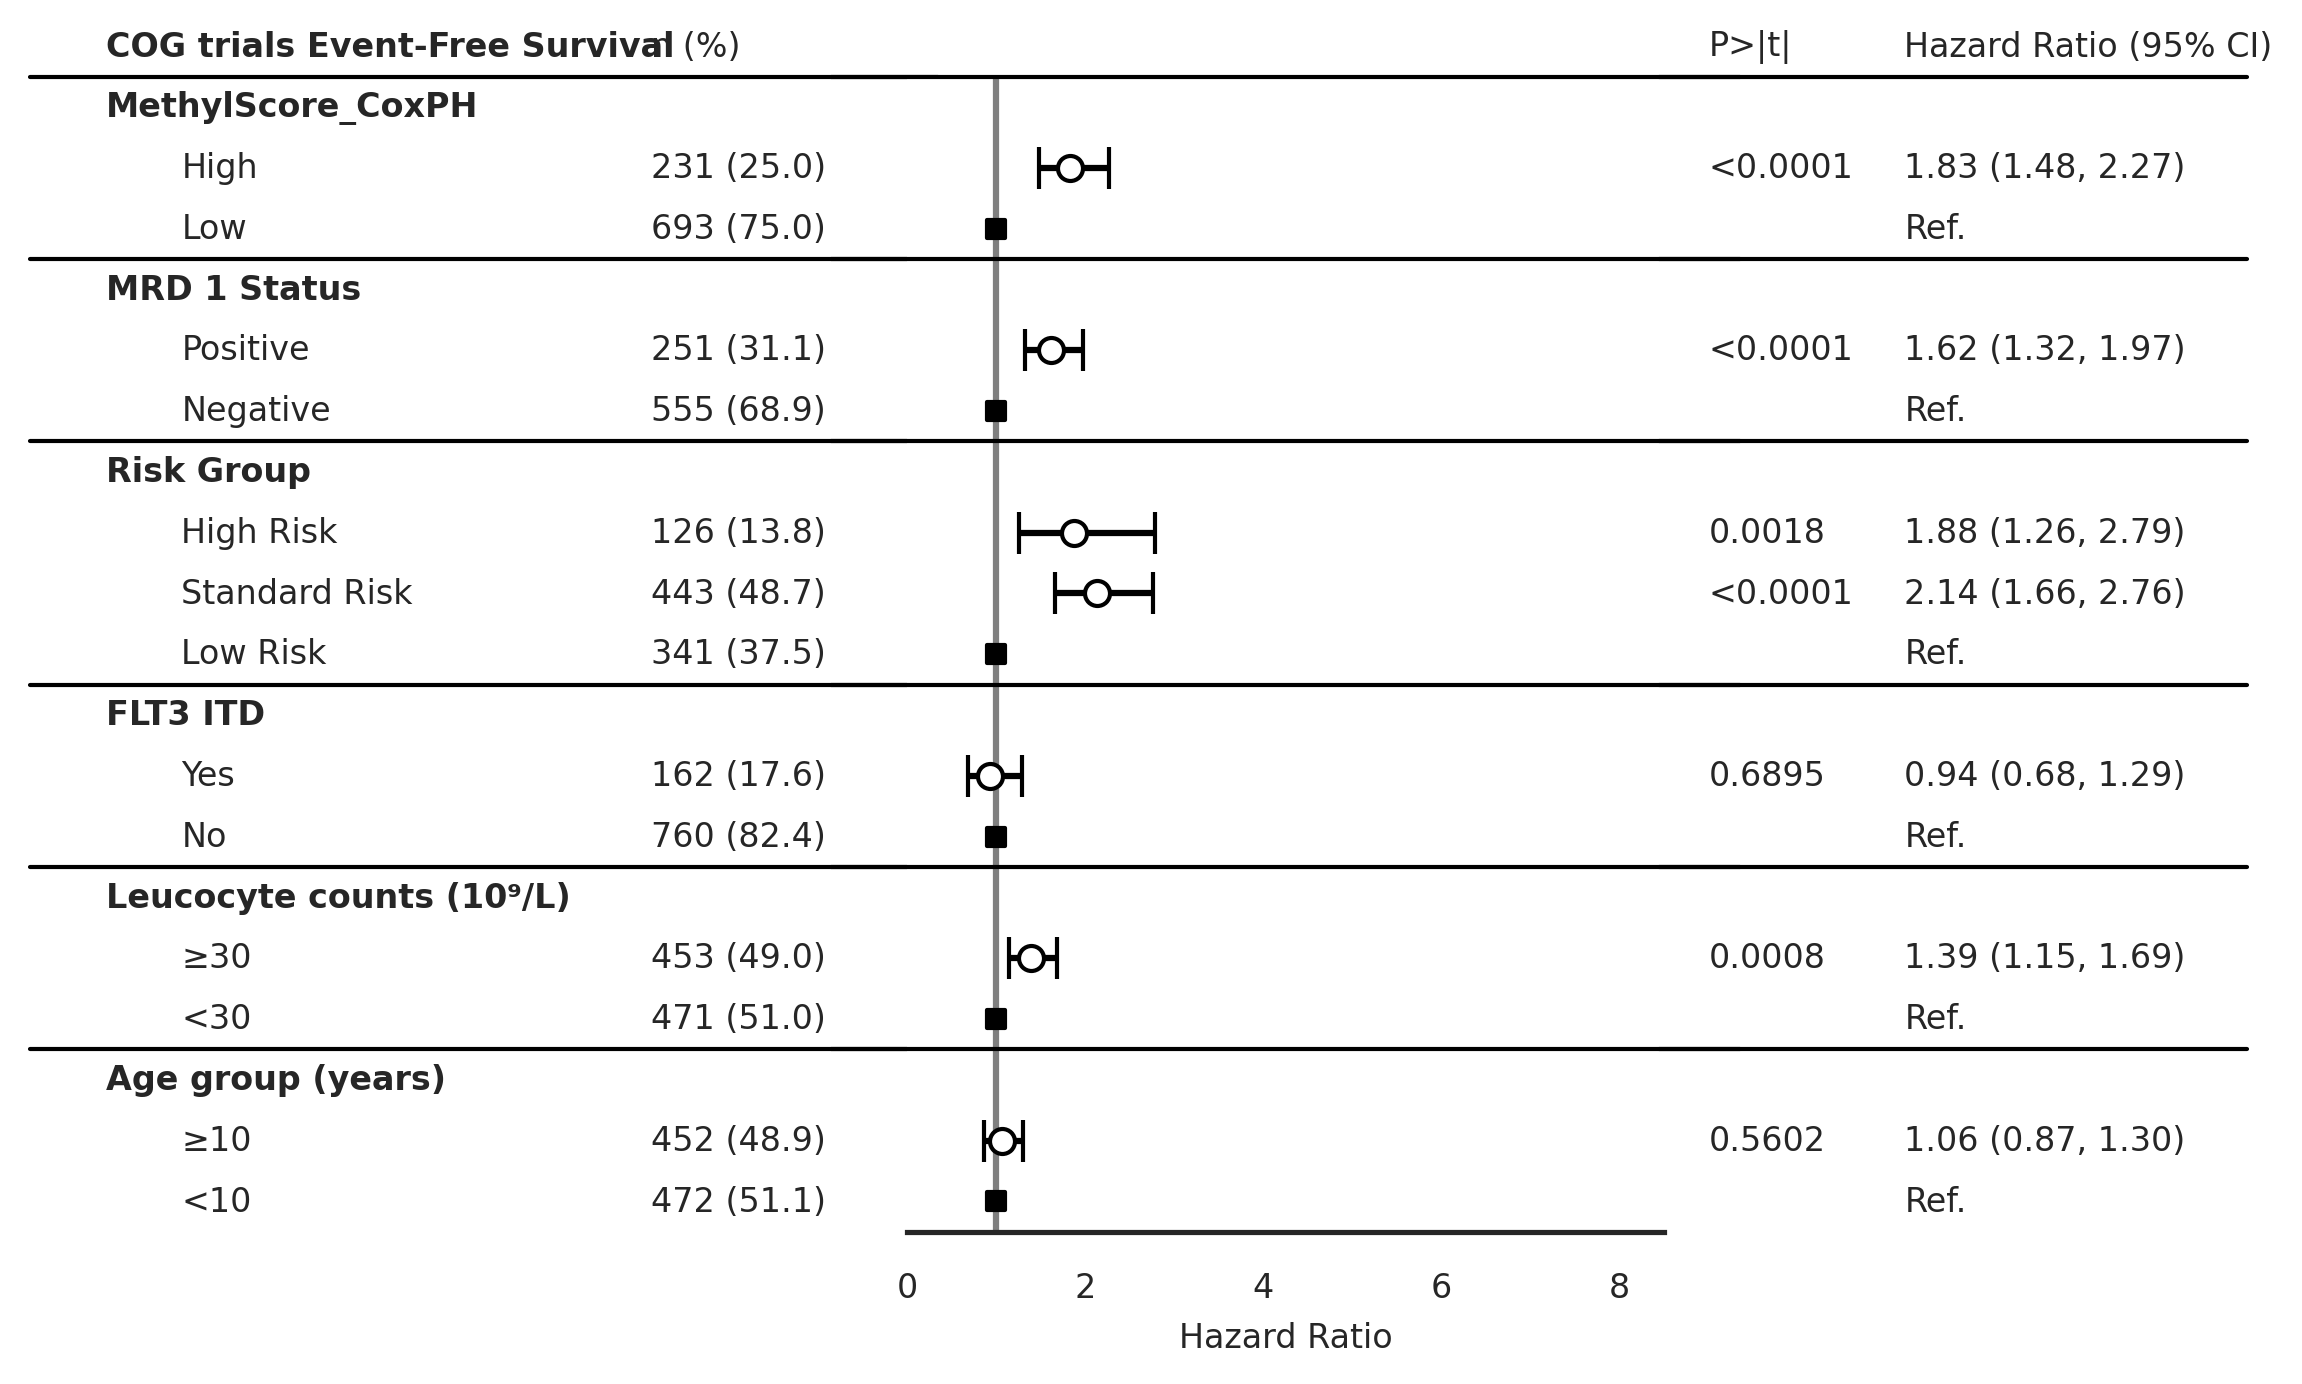 COG trials Event-Free Survival n (%) P>|t| Hazard Ratio (95% CI)
MethylScore_CoxPH
High 231 (25.0) <0.0001 1.83 (1.48, 2.27)
Low 693 (75.0) Ref.
MRD 1 Status
Positive 251 (31.1) <0.0001 1.62 (1.32, 1.97)
Negative 555 (68.9) Ref.
Risk Group
High Risk 126 (13.8) 0.0018 1.88 (1.26, 2.79)
Standard Risk 443 (48.7) <0.0001 2.14 (1.66, 2.76)
Low Risk 341 (37.5) Ref.
FLT3 ITD
Yes 162 (17.6) 0.6895 0.94 (0.68, 1.29)
No 760 (82.4) Ref.
Leucocyte counts (10⁹/L)
≥30 453 (49.0) 0.0008 1.39 (1.15, 1.69)
<30 471 (51.0) Ref.
Age group (years)
≥10 452 (48.9) 0.5602 1.06 (0.87, 1.30)
<10 472 (51.1) Ref.
0 2 4 6 8
Hazard Ratio